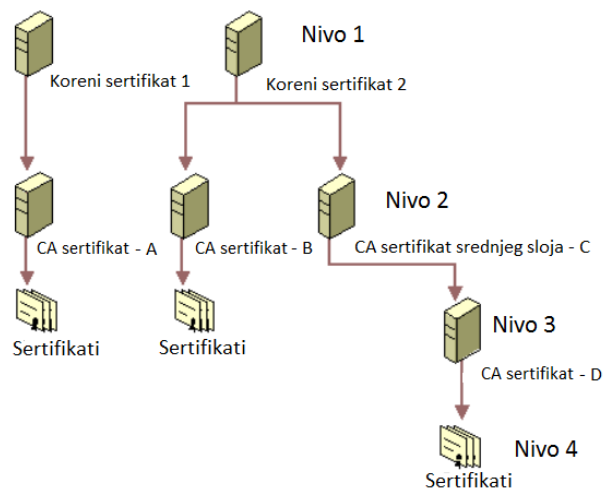 Nivo 1
Koreni sertifikat 1
Koreni sertifikat 2
Nivo 2
CA sertifikat - A
CA sertifikat - B
CA sertifikat srednjeg sloja - C
Sertifikati
Sertifikati
Nivo 3
CA sertifikat - D
Nivo 4
Sertifikati